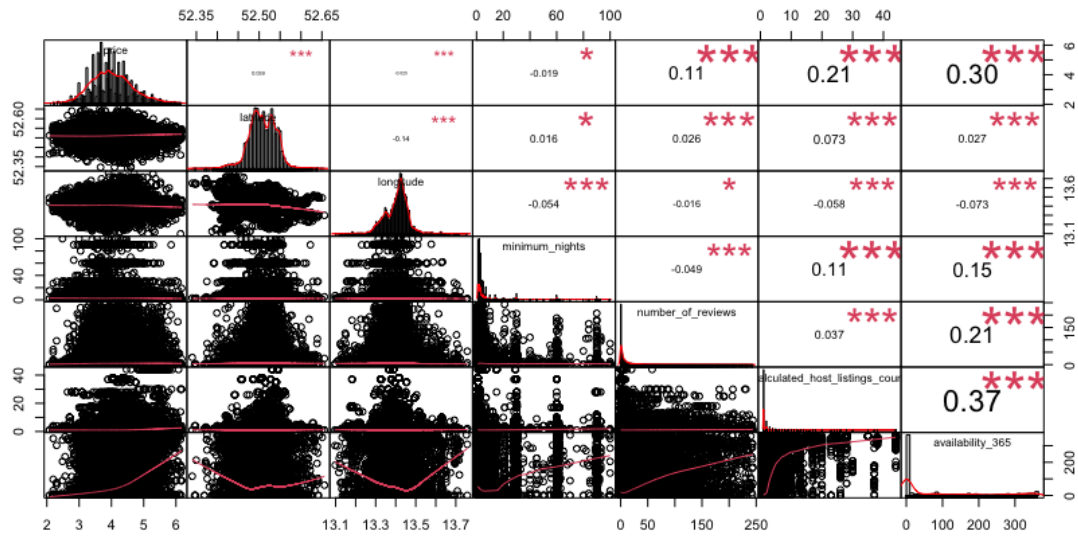 52.35 52.50 52.65 0 20 40 60 80 100 0 10 20 30 40
price *** *** -0.019 * 0.11 *** 0.21 *** 0.30 *** 2 4 6
52.35 52.60 latitude -0.14 *** 0.016 * 0.026 *** 0.073 *** 0.027 ***
longitude -0.054 *** -0.016 * -0.058 *** -0.073 *** 13.1 13.6
0 40 100 minimum_nights -0.049 *** 0.11 *** 0.15 ***
number_of_reviews 0.037 *** 0.21 *** 0 150
0 20 40 alculated_host_listings_cour 0.37 ***
availability_365 0 200
2 3 4 5 6 13.1 13.3 13.5 13.7 0 50 150 250 0 100 200 300